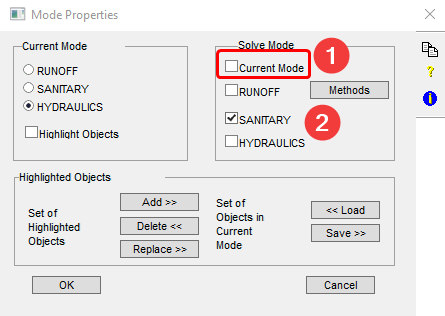 Mode Properties
Current Mode
RUNOFF
SANITARY
HYDRAULICS
Highlight Objects
Solve Mode
Current Mode
1
RUNOFF
Methods
SANITARY
2
HYDRAULICS
Highlighted Objects
Set of
Highlighted
Objects
Add >>
Delete <<
Replace >>
Set of
Objects in
Current
Mode
<< Load
Save >>
OK
Cancel
?
i